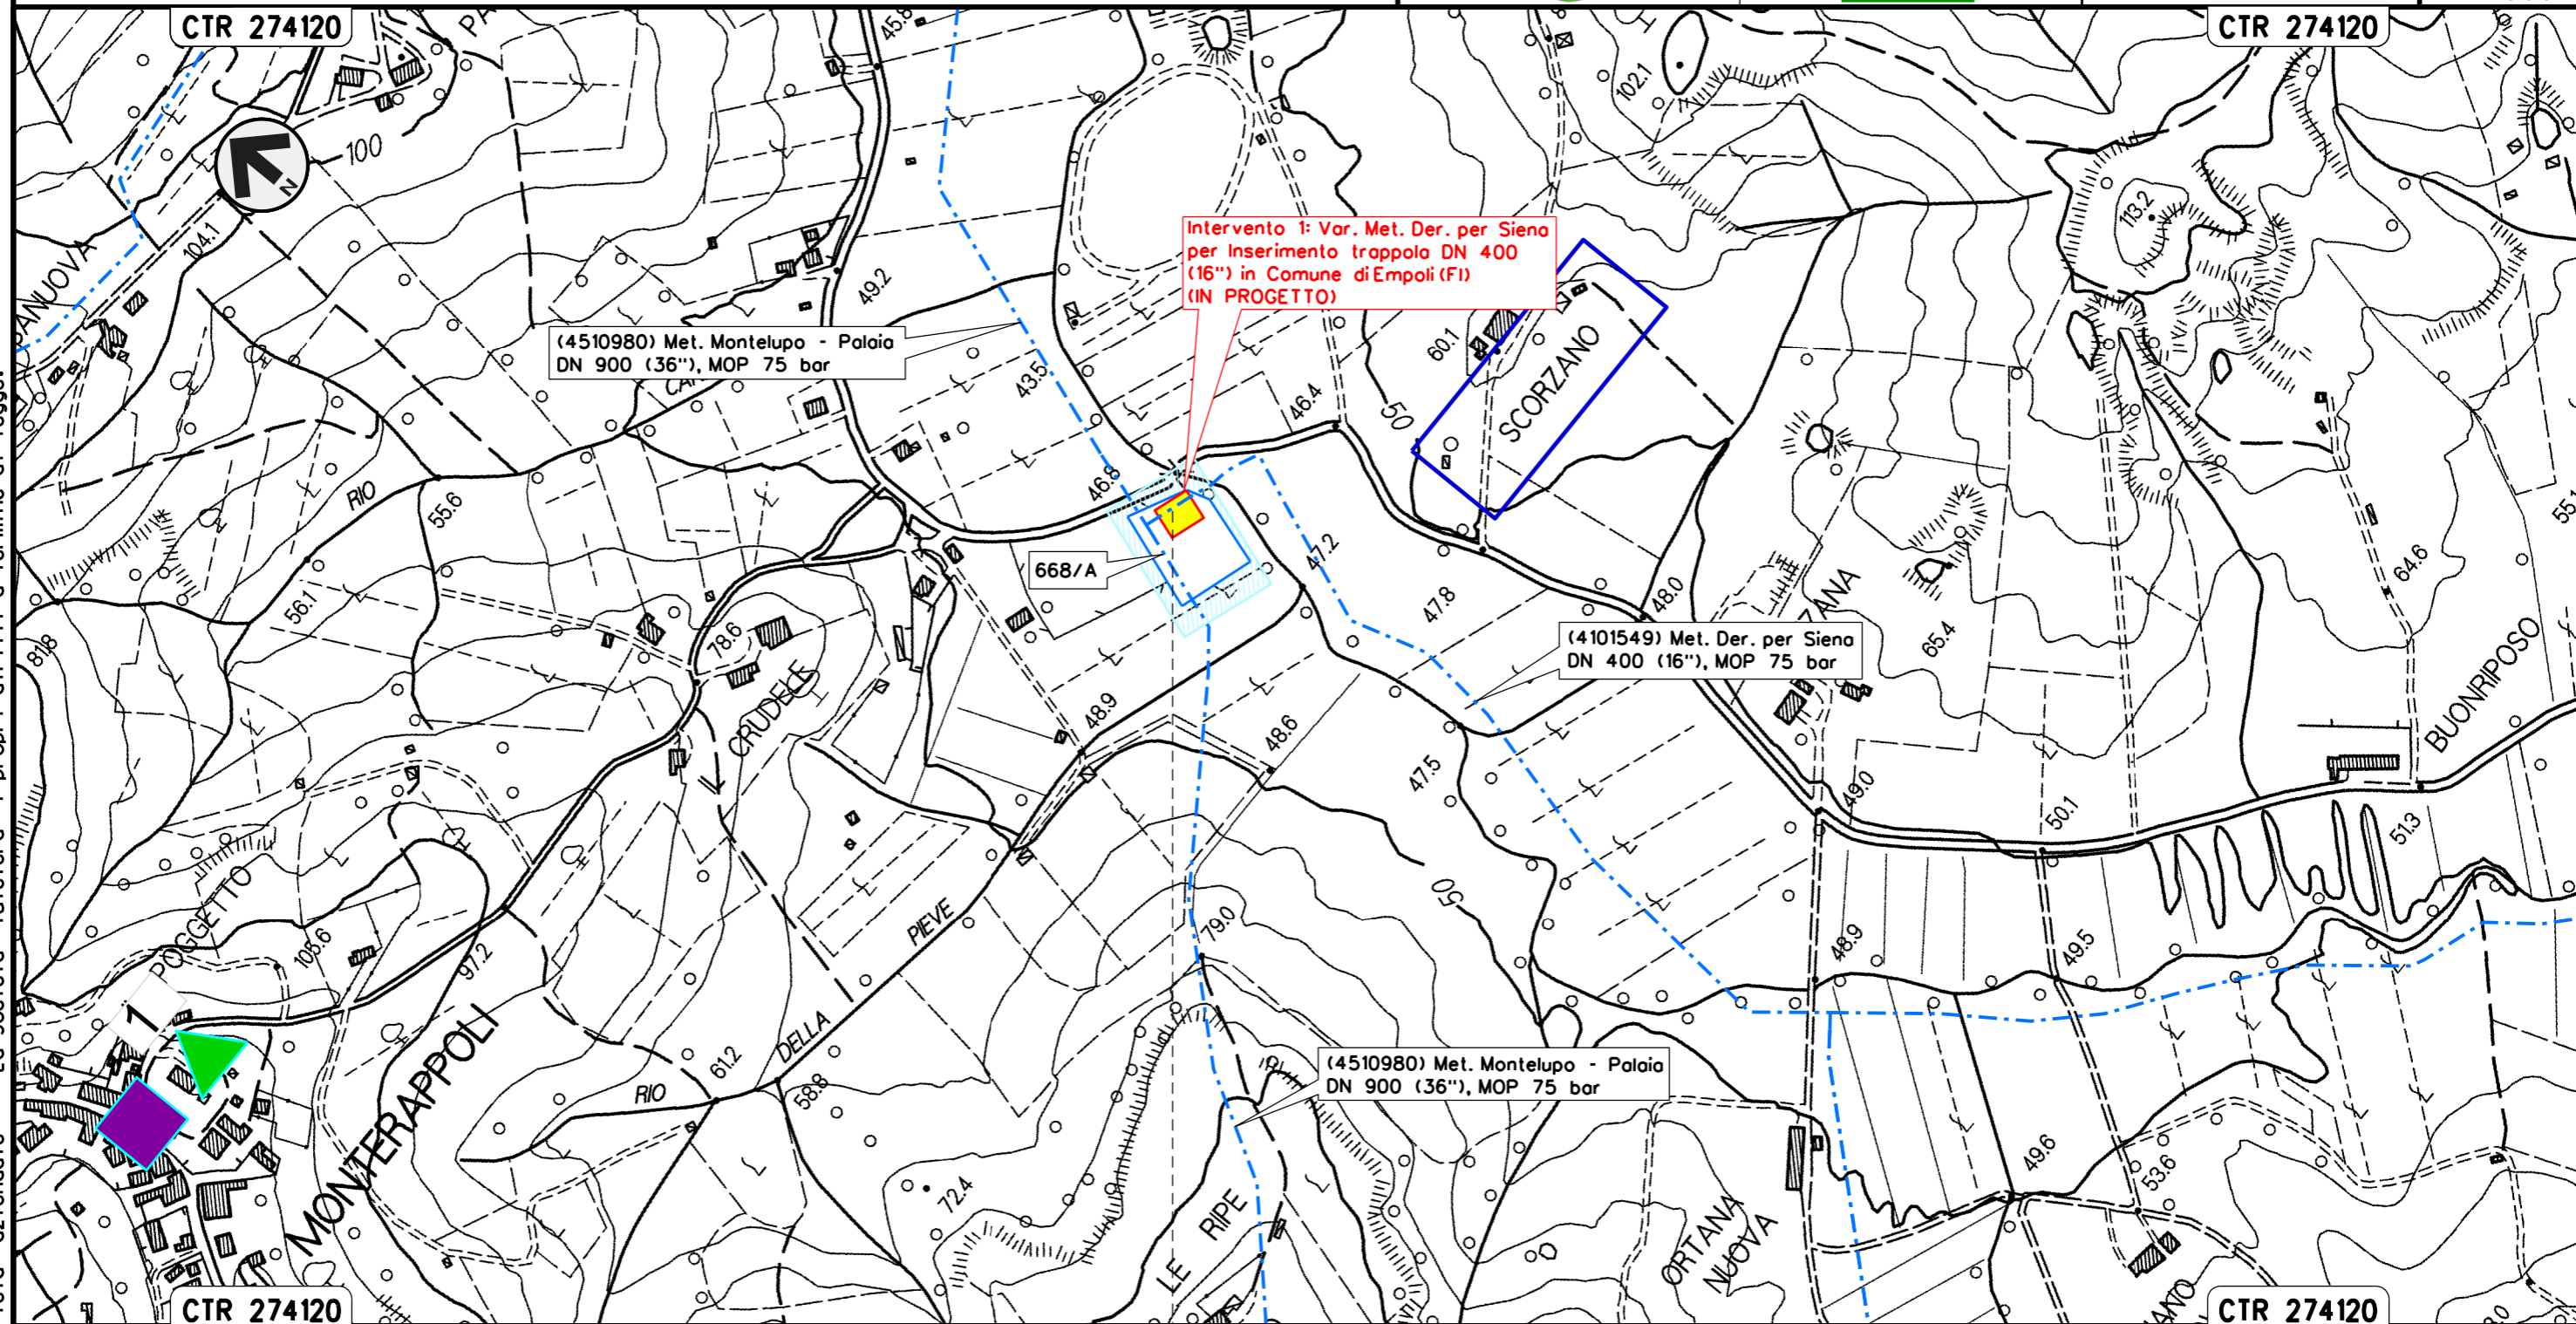 CTR 274120
CTR 274120
45.8
102.1
100
N
104.1
113.2
49.2
Intervento 1: Var. Met. Der. per Siena
per Inserimento trappola DN 400
(16") in Comune di Empoli (FI)
(IN PROGETTO)
(4510980) Met. Montelupo - Palaia
DN 900 (36"), MOP 75 bar
43.5
46.4
50
60.1
SCORZANO
46.8
RIO
55.6
56.1
668/A
47.2
47.8
48.0
64.6
81.8
78.6
IL CRUDELE
(4101549) Met. Der. per Siena
DN 400 (16"), MOP 75 bar
65.4
BUONRIPOSO
48.9
48.6
47.5
49.0
50.1
51.3
POGGETTO
105.6
97.2
PIEVE
79.0
50
48.9
49.5
1
MONTERAPPOLI
RIO
61.2
DELLA
58.8
(4510980) Met. Montelupo - Palaia
DN 900 (36"), MOP 75 bar
72.4
LE RIPE
ORTANA
NUOVA
49.6
53.6
CTR 274120
CTR 274120